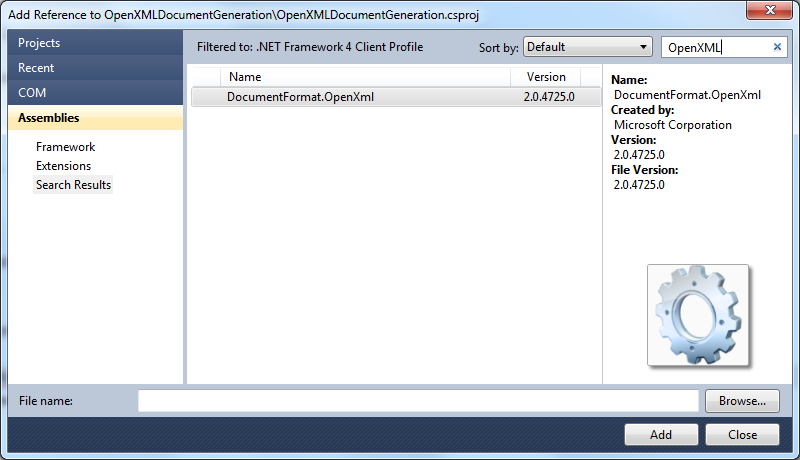 Add Reference to OpenXMLDocumentGeneration\OpenXMLDocumentGeneration.csproj
Projects
Recent
COM
Assemblies
Framework
Extensions
Search Results
Filtered to: .NET Framework 4 Client Profile
Sort by: Default
OpenXML
Name Version
DocumentFormat.OpenXml 2.0.4725.0
Name:
DocumentFormat.OpenXml
Created by:
Microsoft Corporation
Version:
2.0.4725.0
File Version:
2.0.4725.0
File name:
Browse...
Add Close